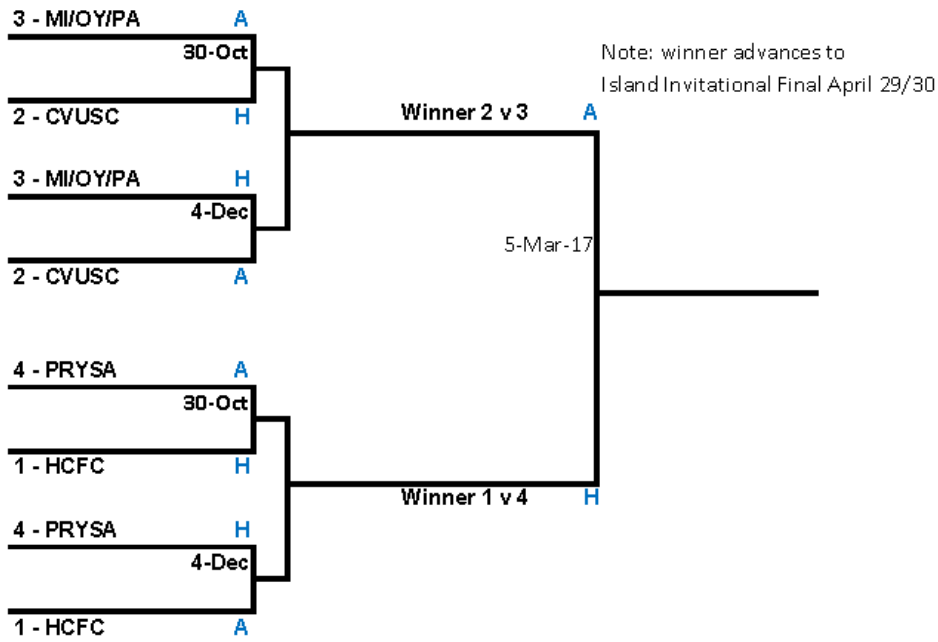 3 - MI/OY/PA A
30-Oct
2 - CVUSC H
Note: winner advances to
Island Invitational Final April 29/30
Winner 2 v 3 A
3 - MI/OY/PA H
4-Dec
2 - CVUSC A
5-Mar-17
4 - PRYSA A
30-Oct
1 - HCFC H
Winner 1 v 4 H
4 - PRYSA H
4-Dec
1 - HCFC A